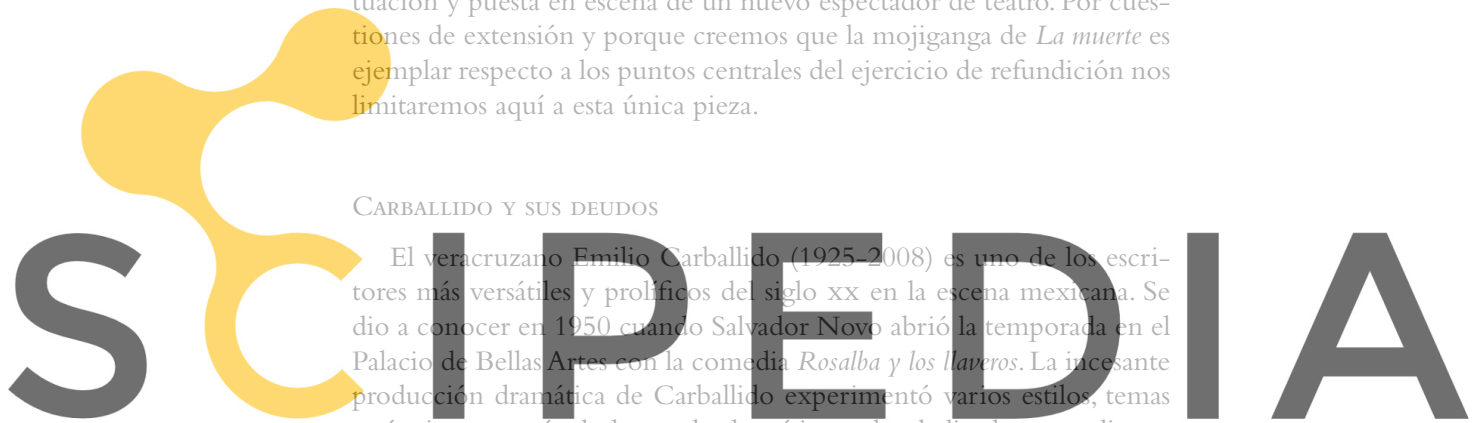 tuación y puesta en escena de un nuevo espectador de teatro. Por cues-
tiones de extensión y porque creemos que la mojiganga de La muerte es
ejemplar respecto a los puntos centrales del ejercicio de refundición nos
limitaremos aquí a esta única pieza.
CARBALLIDO Y SUS DEUDOS
El veracruzano Emilio Carballido (1925-2008) es uno de los escri-
tores más versátiles y prolíficos del siglo XX en la escena mexicana. Se
dio a conocer en 1950 cuando Salvador Novo abrió la temporada en el
Palacio de Bellas Artes con la comedia Rosalba y los llaveros. La incesante
producción dramática de Carballido experimentó varios estilos, temas
SCIPEDIA